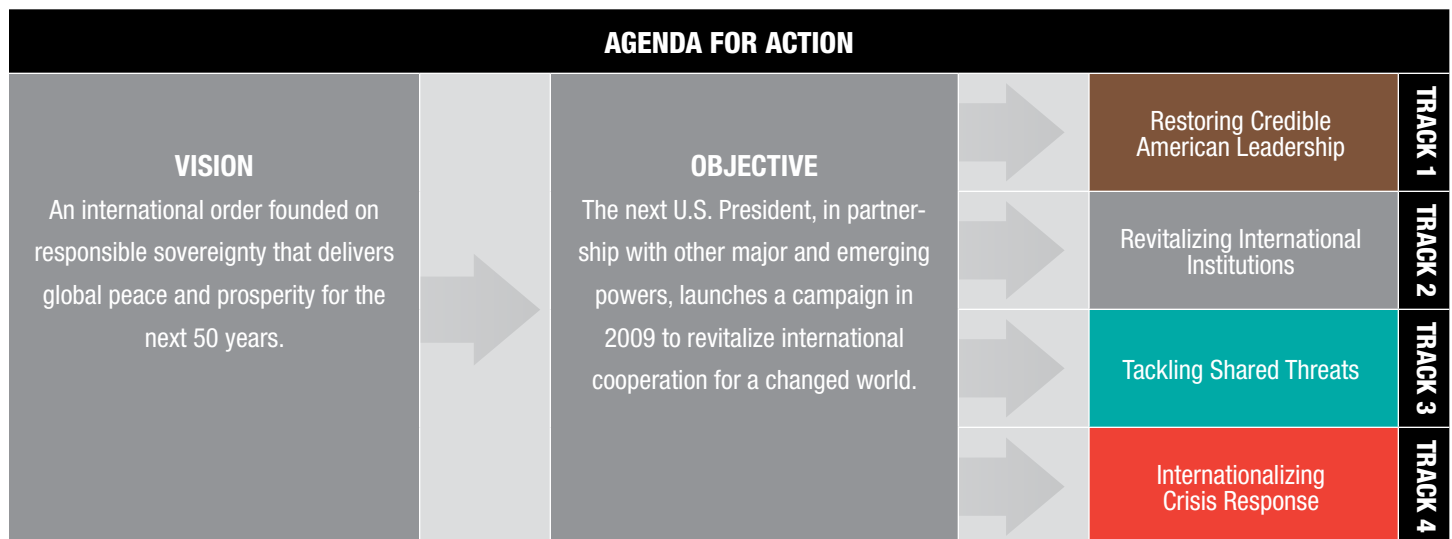 AGENDA FOR ACTION
VISION
An international order founded on
responsible sovereignty that delivers
global peace and prosperity for the
next 50 years.
OBJECTIVE
The next U.S. President, in partner-
ship with other major and emerging
powers, launches a campaign in
2009 to revitalize international
cooperation for a changed world.
Restoring Credible
American Leadership
TRACK 1
Revitalizing International
Institutions
TRACK 2
Tackling Shared Threats
TRACK 3
Internationalizing
Crisis Response
TRACK 4